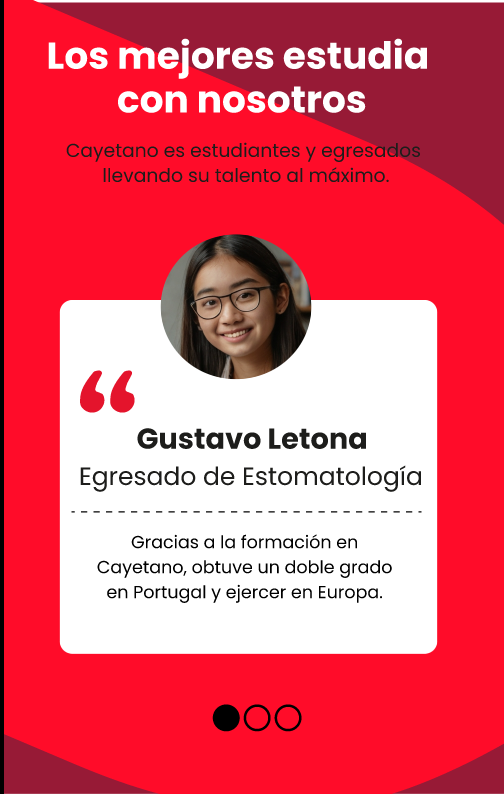 Los mejores estudia
con nosotros
Cayetano es estudiantes y egresados
llevando su talento al máximo.
“
Gustavo Letona
Egresado de Estomatología
Gracias a la formación en
Cayetano, obtuve un doble grado
en Portugal y ejercer en Europa.